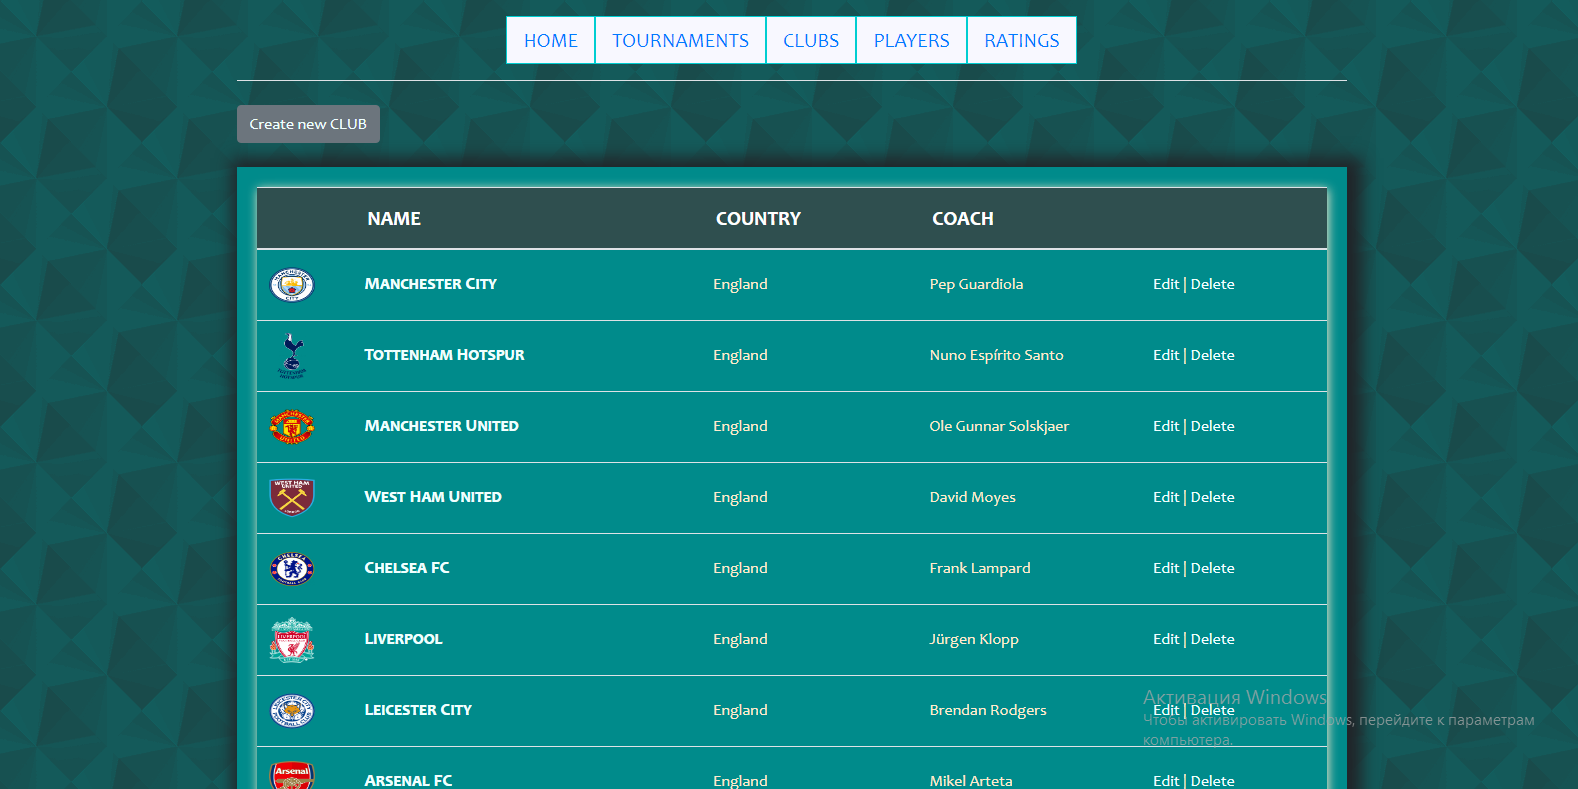 HOME TOURNAMENTS CLUBS PLAYERS RATINGS
Create new CLUB
NAME COUNTRY COACH
MANCHESTER CITY England Pep Guardiola Edit | Delete
TOTTENHAM HOTSPUR England Nuno Espírito Santo Edit | Delete
MANCHESTER UNITED England Ole Gunnar Solskjaer Edit | Delete
WEST HAM UNITED England David Moyes Edit | Delete
CHELSEA FC England Frank Lampard Edit | Delete
LIVERPOOL England Jürgen Klopp Edit | Delete
LEICESTER CITY England Brendan Rodgers Edit | Delete
Arsenal
ARSENAL FC England Mikel Arteta Edit | Delete
Активация Windows
Чтобы активировать Windows, перейдите к параметрам
компьютера.